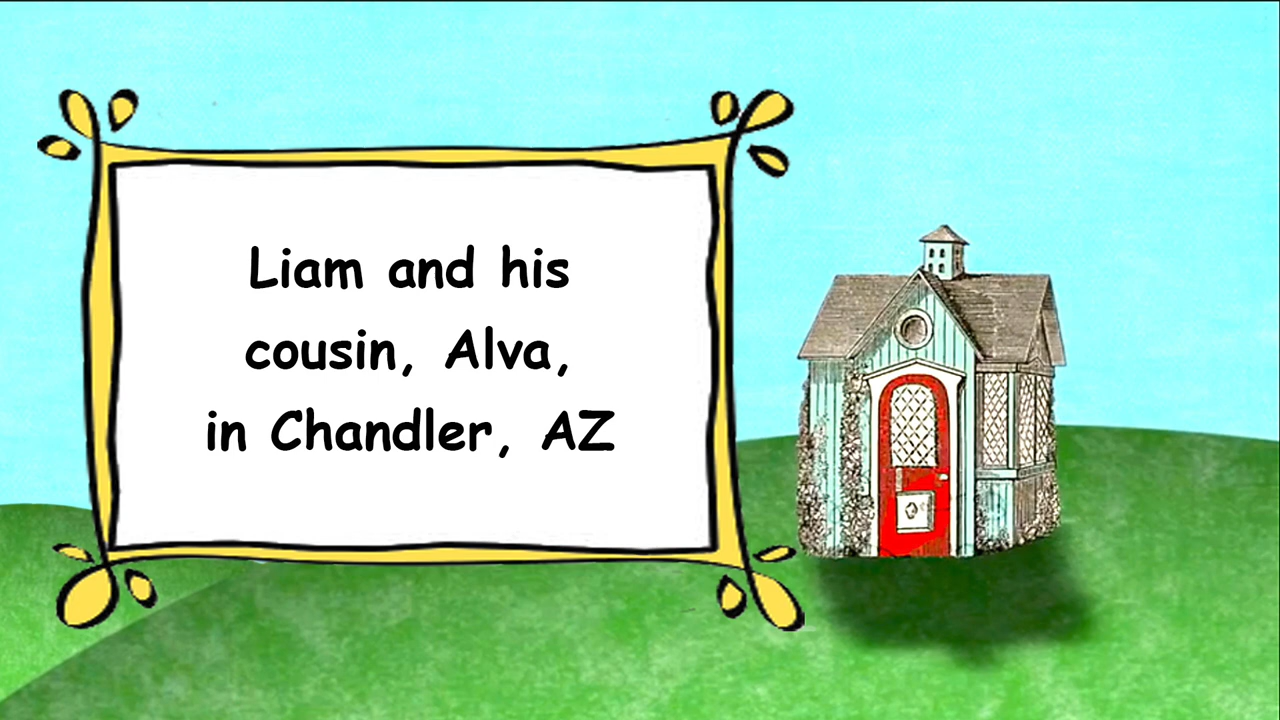 Liam and his
cousin, Alva,
in Chandler, AZ